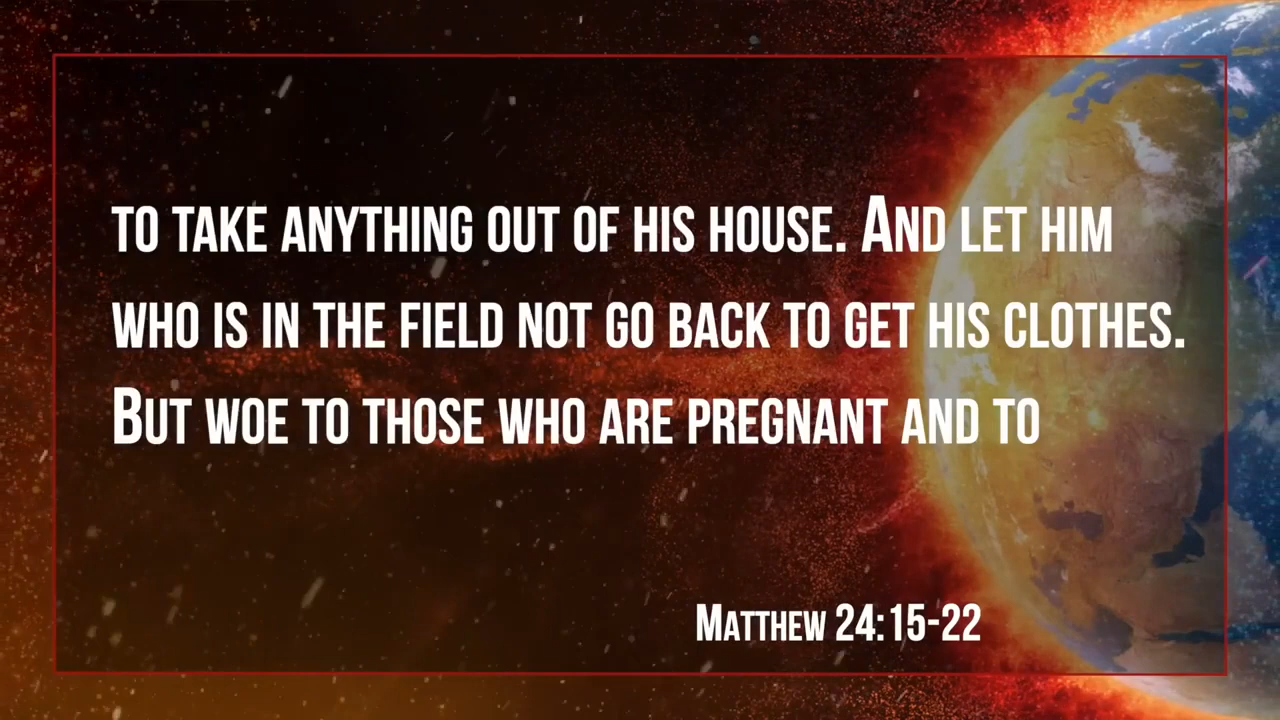 to take anything out of his house. And let him
who is in the field not go back to get his clothes.
But woe to those who are pregnant and to
Matthew 24:15-22